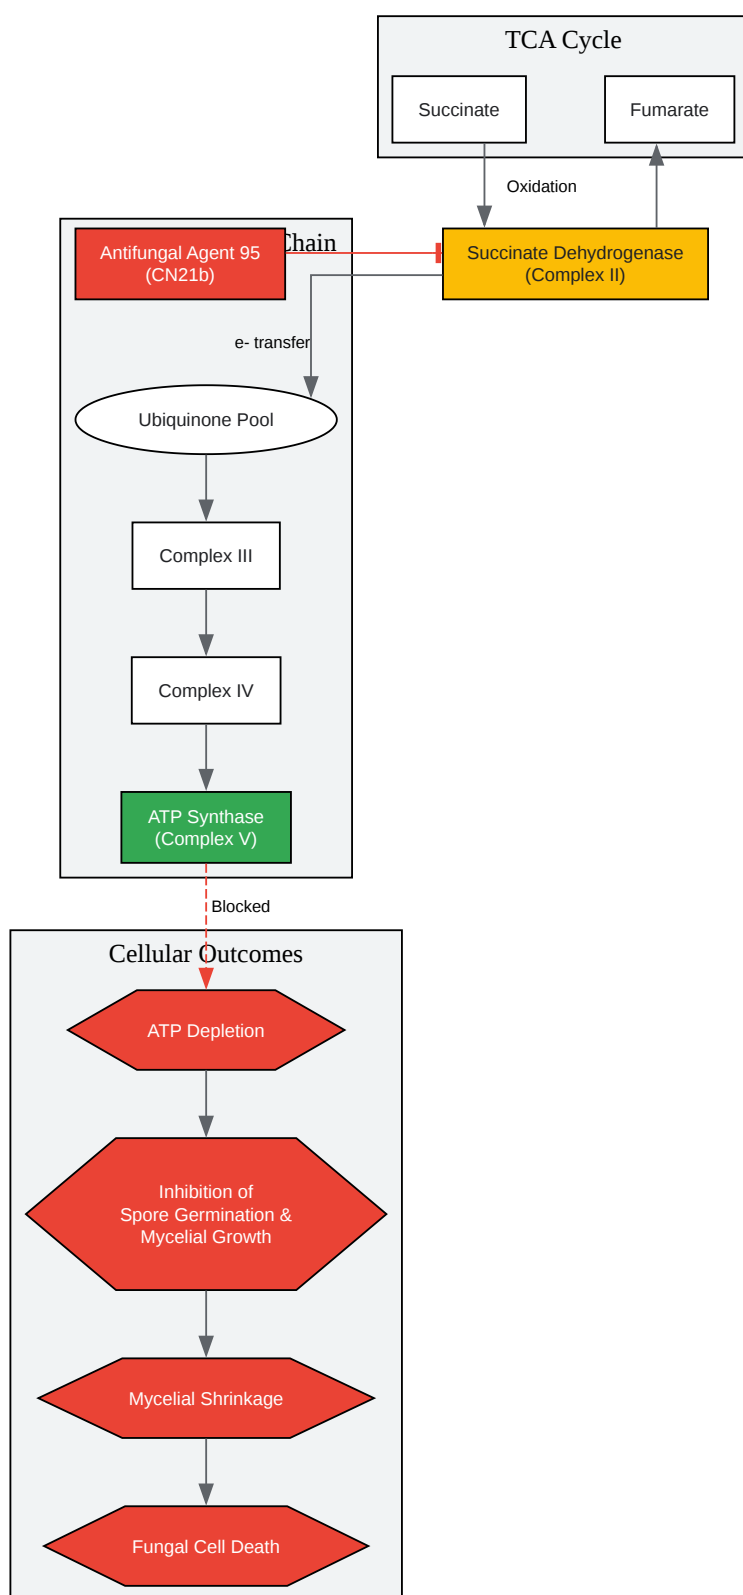 TCA Cycle
Succinate
Fumarate
Oxidation
Chain
Antifungal Agent 95
(CN21b)
Succinate Dehydrogenase
(Complex II)
e- transfer
Ubiquinone Pool
Complex III
Complex IV
ATP Synthase
(Complex V)
Blocked
Cellular Outcomes
ATP Depletion
Inhibition of
Spore Germination &
Mycelial Growth
Mycelial Shrinkage
Fungal Cell Death